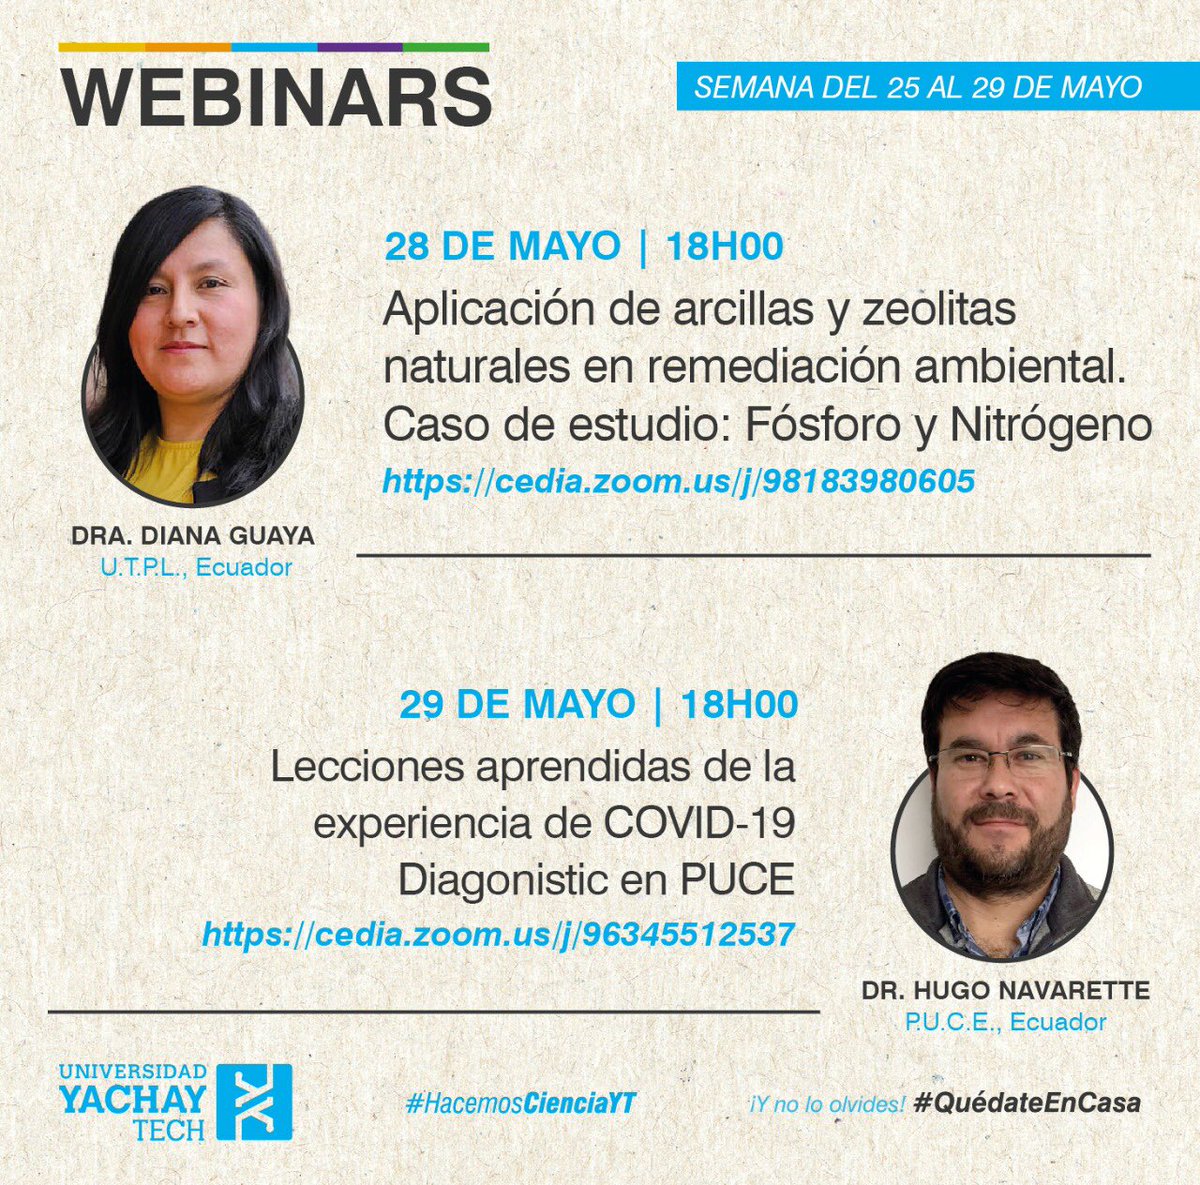 WEBINARS
SEMANA DEL 25 AL 29 DE MAYO
28 DE MAYO | 18H00
Aplicación de arcillas y zeolitas
naturales en remediación ambiental.
Caso de estudio: Fósforo y Nitrógeno
https://cedia.zoom.us/j/98183980605
DRA. DIANA GUAYA
U.T.P.L., Ecuador
29 DE MAYO | 18H00
Lecciones aprendidas de la
experiencia de COVID-19
Diagonistic en PUCE
https://cedia.zoom.us/j/96345512537
DR. HUGO NAVARETTE
P.U.C.E., Ecuador
UNIVERSIDAD
YACHAY
TECH
#HacemosCienciaYT
¡Y no lo olvides! #QuédateEnCasa